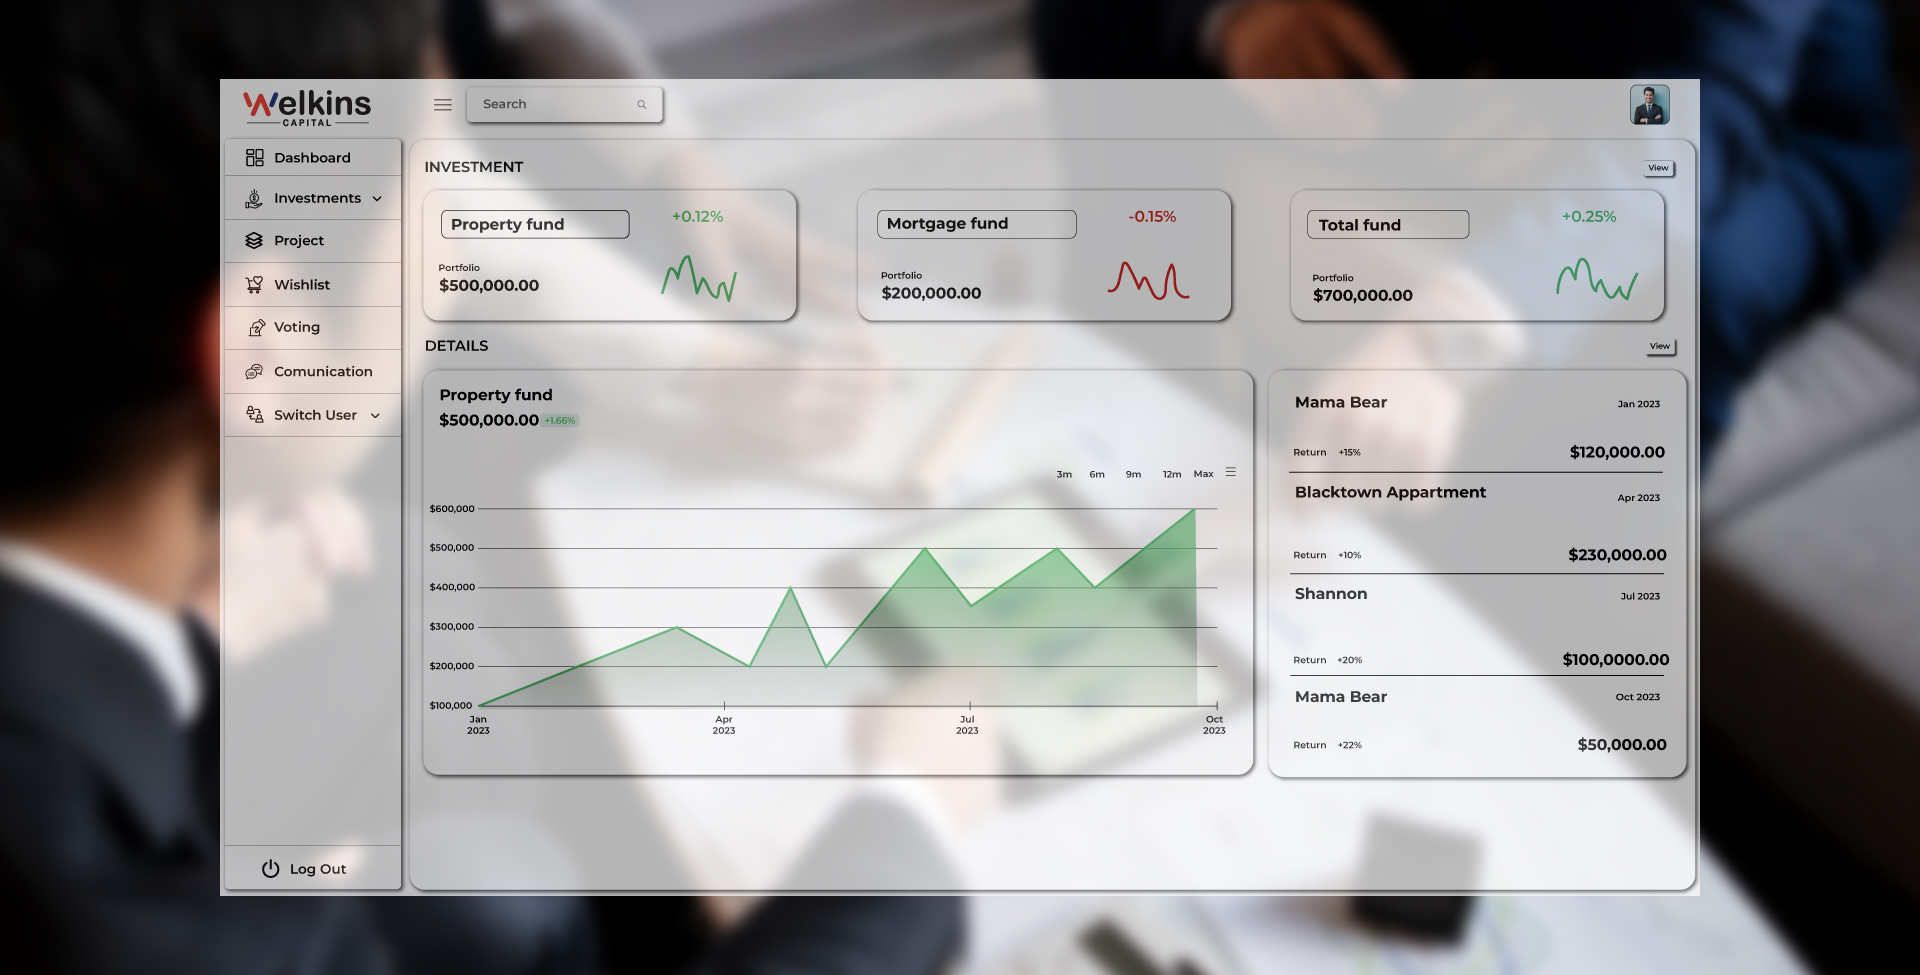 Welkins
CAPITAL
Search
Dashboard
Investments
Project
Wishlist
Voting
Comunication
Switch User
Log Out
INVESTMENT
View
Property fund
+0.12%
Portfolio
$500,000.00
Mortgage fund
-0.15%
Portfolio
$200,000.00
Total fund
+0.25%
Portfolio
$700,000.00
DETAILS
View
Property fund
$500,000.00 +1.66%
3m 6m 9m 12m Max
$600,000
$500,000
$400,000
$300,000
$200,000
$100,000
Jan
2023
Apr
2023
Jul
2023
Oct
2023
Mama Bear
Jan 2023
Return +15%
$120,000.00
Blacktown Appartment
Apr 2023
Return +10%
$230,000.00
Shannon
Jul 2023
Return +20%
$100,0000.00
Mama Bear
Oct 2023
Return +22%
$50,000.00